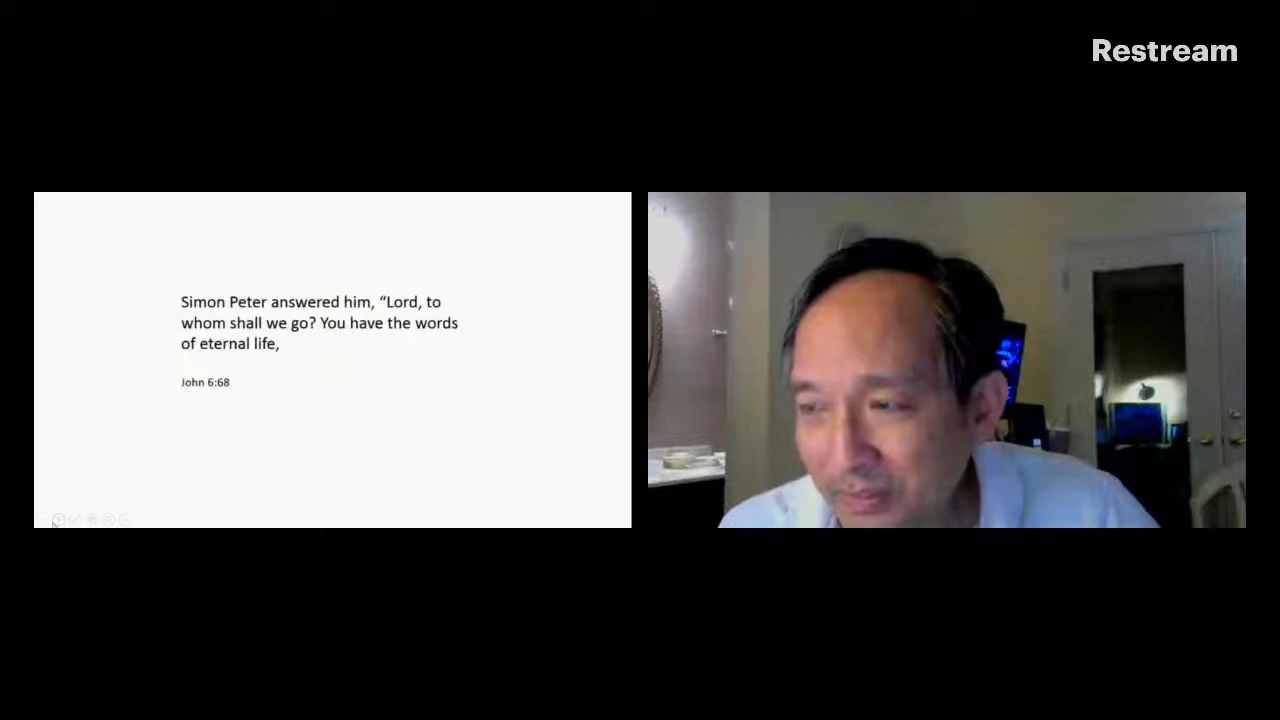 Restream
Simon Peter answered him, “Lord, to
whom shall we go? You have the words
of eternal life,
John 6:68